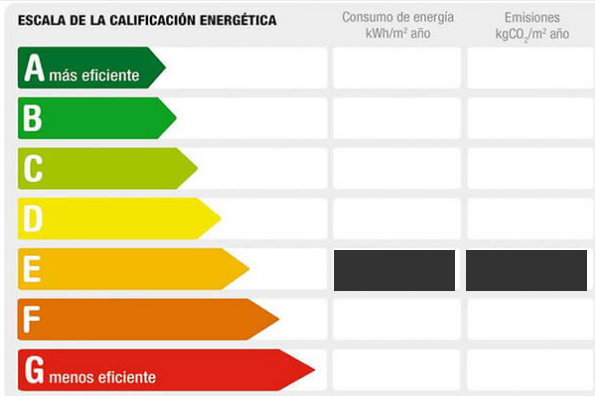 ESCALA DE LA CALIFICACIÓN ENERGÉTICA
Consumo de energía
kWh/m² año
Emisiones
kgCO₂/m² año
A más eficiente
B
C
D
E
F
G menos eficiente